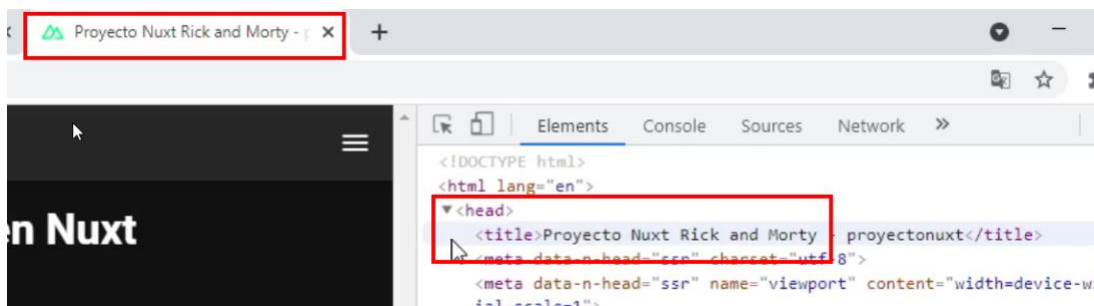 Proyecto Nuxt Rick and Morty -
Elements Console Sources Network
<!DOCTYPE html>
<html lang="en">
<head>
<title>Proyecto Nuxt Rick and Morty - proyectonuxt</title>
<meta data-n-head="ssr" charset="utf-8">
<meta data-n-head="ssr" name="viewport" content="width=device-w
ial-scale=1">
en Nuxt